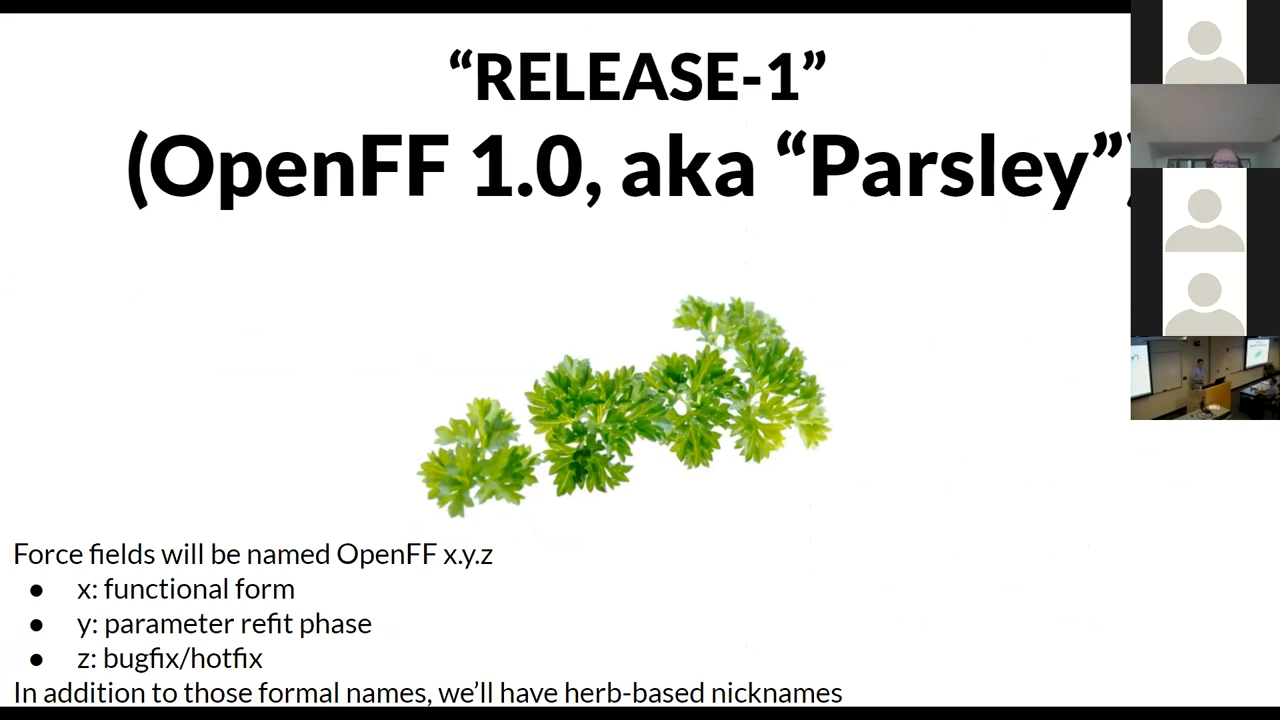 “RELEASE-1”
(OpenFF 1.0, aka “Parsley”)
Force fields will be named OpenFF x.y.z
● x: functional form
● y: parameter refit phase
● z: bugfix/hotfix
In addition to those formal names, we’ll have herb-based nicknames